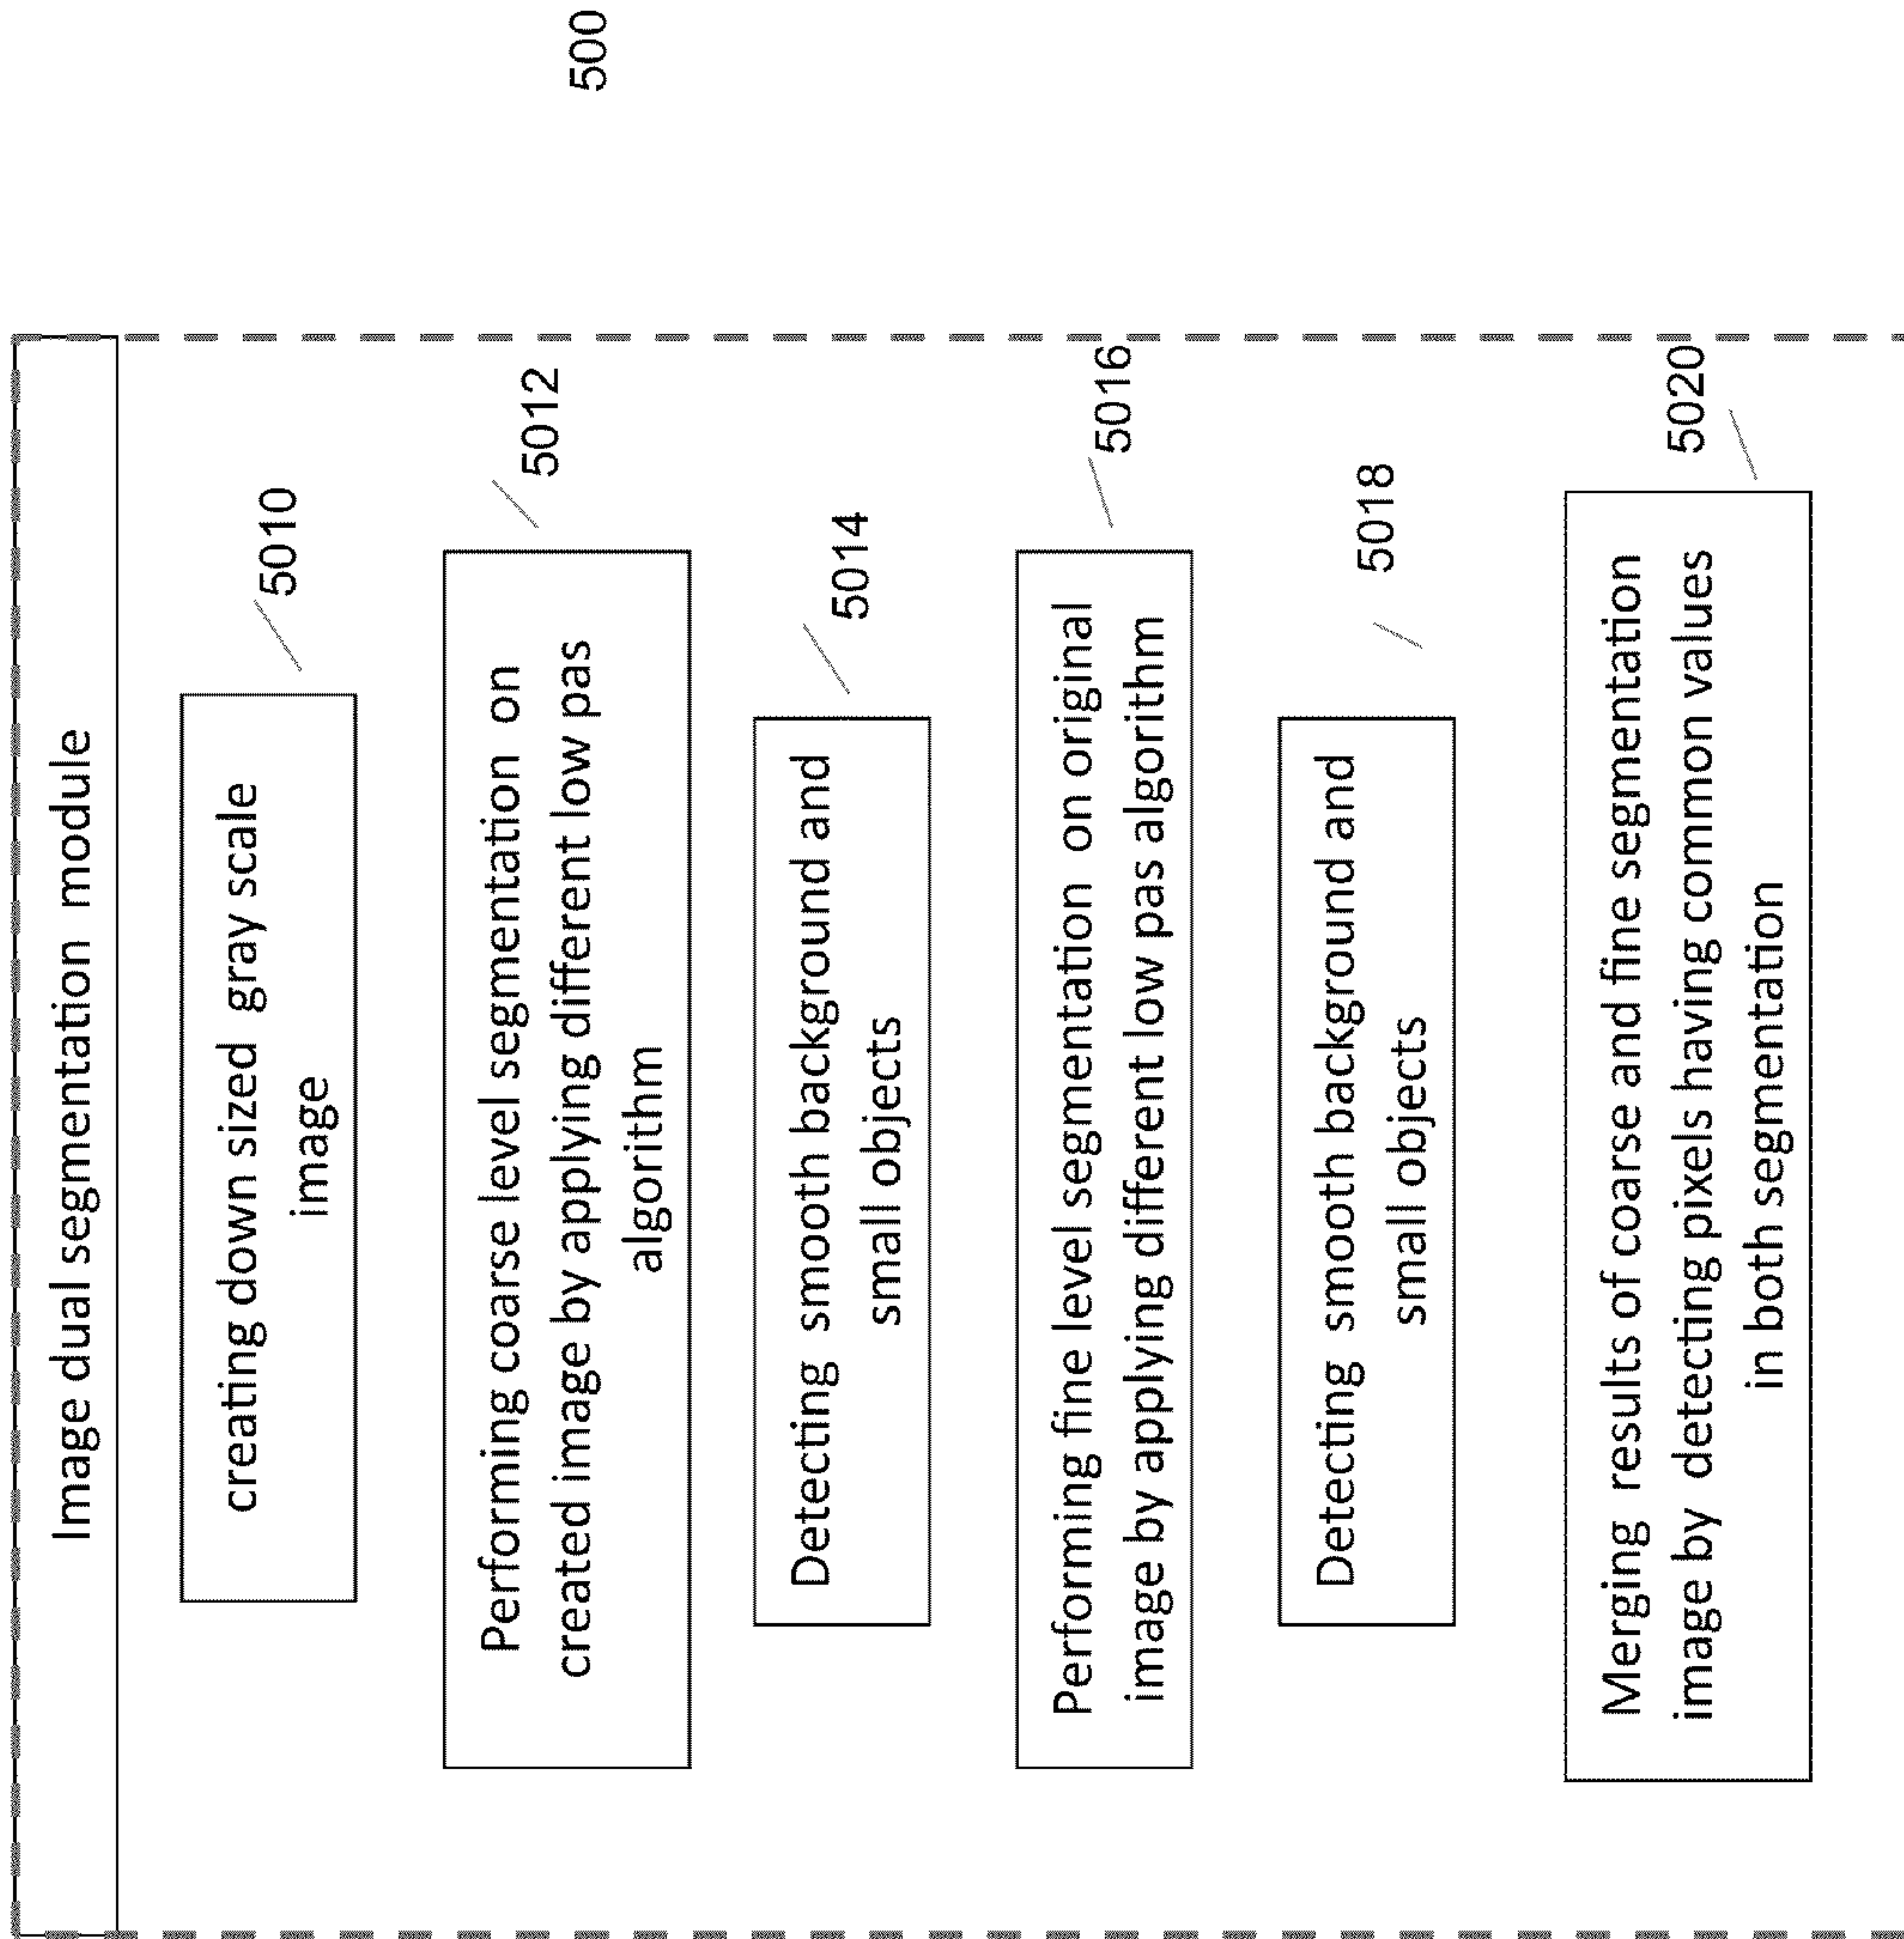 Image dual segmentation module
creating down sized gray scale
image
5010
500
Performing coarse level segmentation on
created image by applying different low pas
algorithm
5012
Detecting smooth background and
small objects
5014
Performing fine level segmentation on original
image by applying different low pas algorithm
5016
Detecting smooth background and
small objects
5018
Merging results of coarse and fine segmentation
image by detecting pixels having common values
in both segmentation
5020